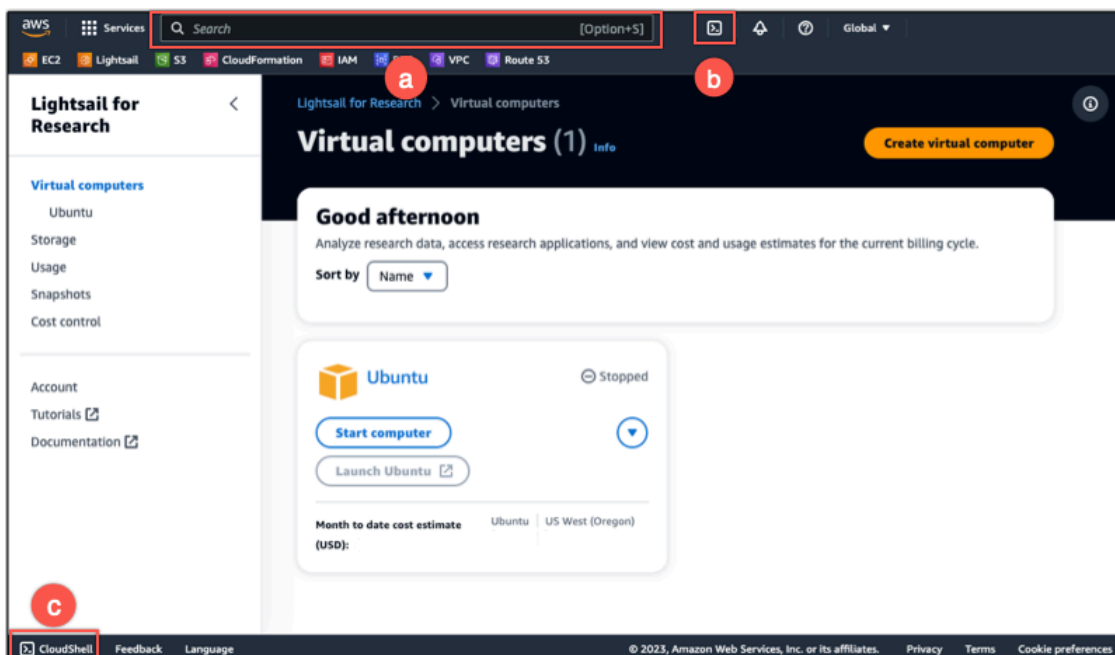 aws Services Search [Option+S] Global
EC2 Lightsail S3 CloudFormation IAM VPC Route 53
a
b
Lightsail for Research
Virtual computers
Ubuntu
Storage
Usage
Snapshots
Cost control
Account
Tutorials
Documentation
Lightsail for Research > Virtual computers
Virtual computers (1) Info
Create virtual computer
Good afternoon
Analyze research data, access research applications, and view cost and usage estimates for the current billing cycle.
Sort by Name
Ubuntu Stopped
Start computer
Launch Ubuntu
Month to date cost estimate (USD):
Ubuntu US West (Oregon)
c
CloudShell Feedback Language © 2023, Amazon Web Services, Inc. or its affiliates. Privacy Terms Cookie preferences